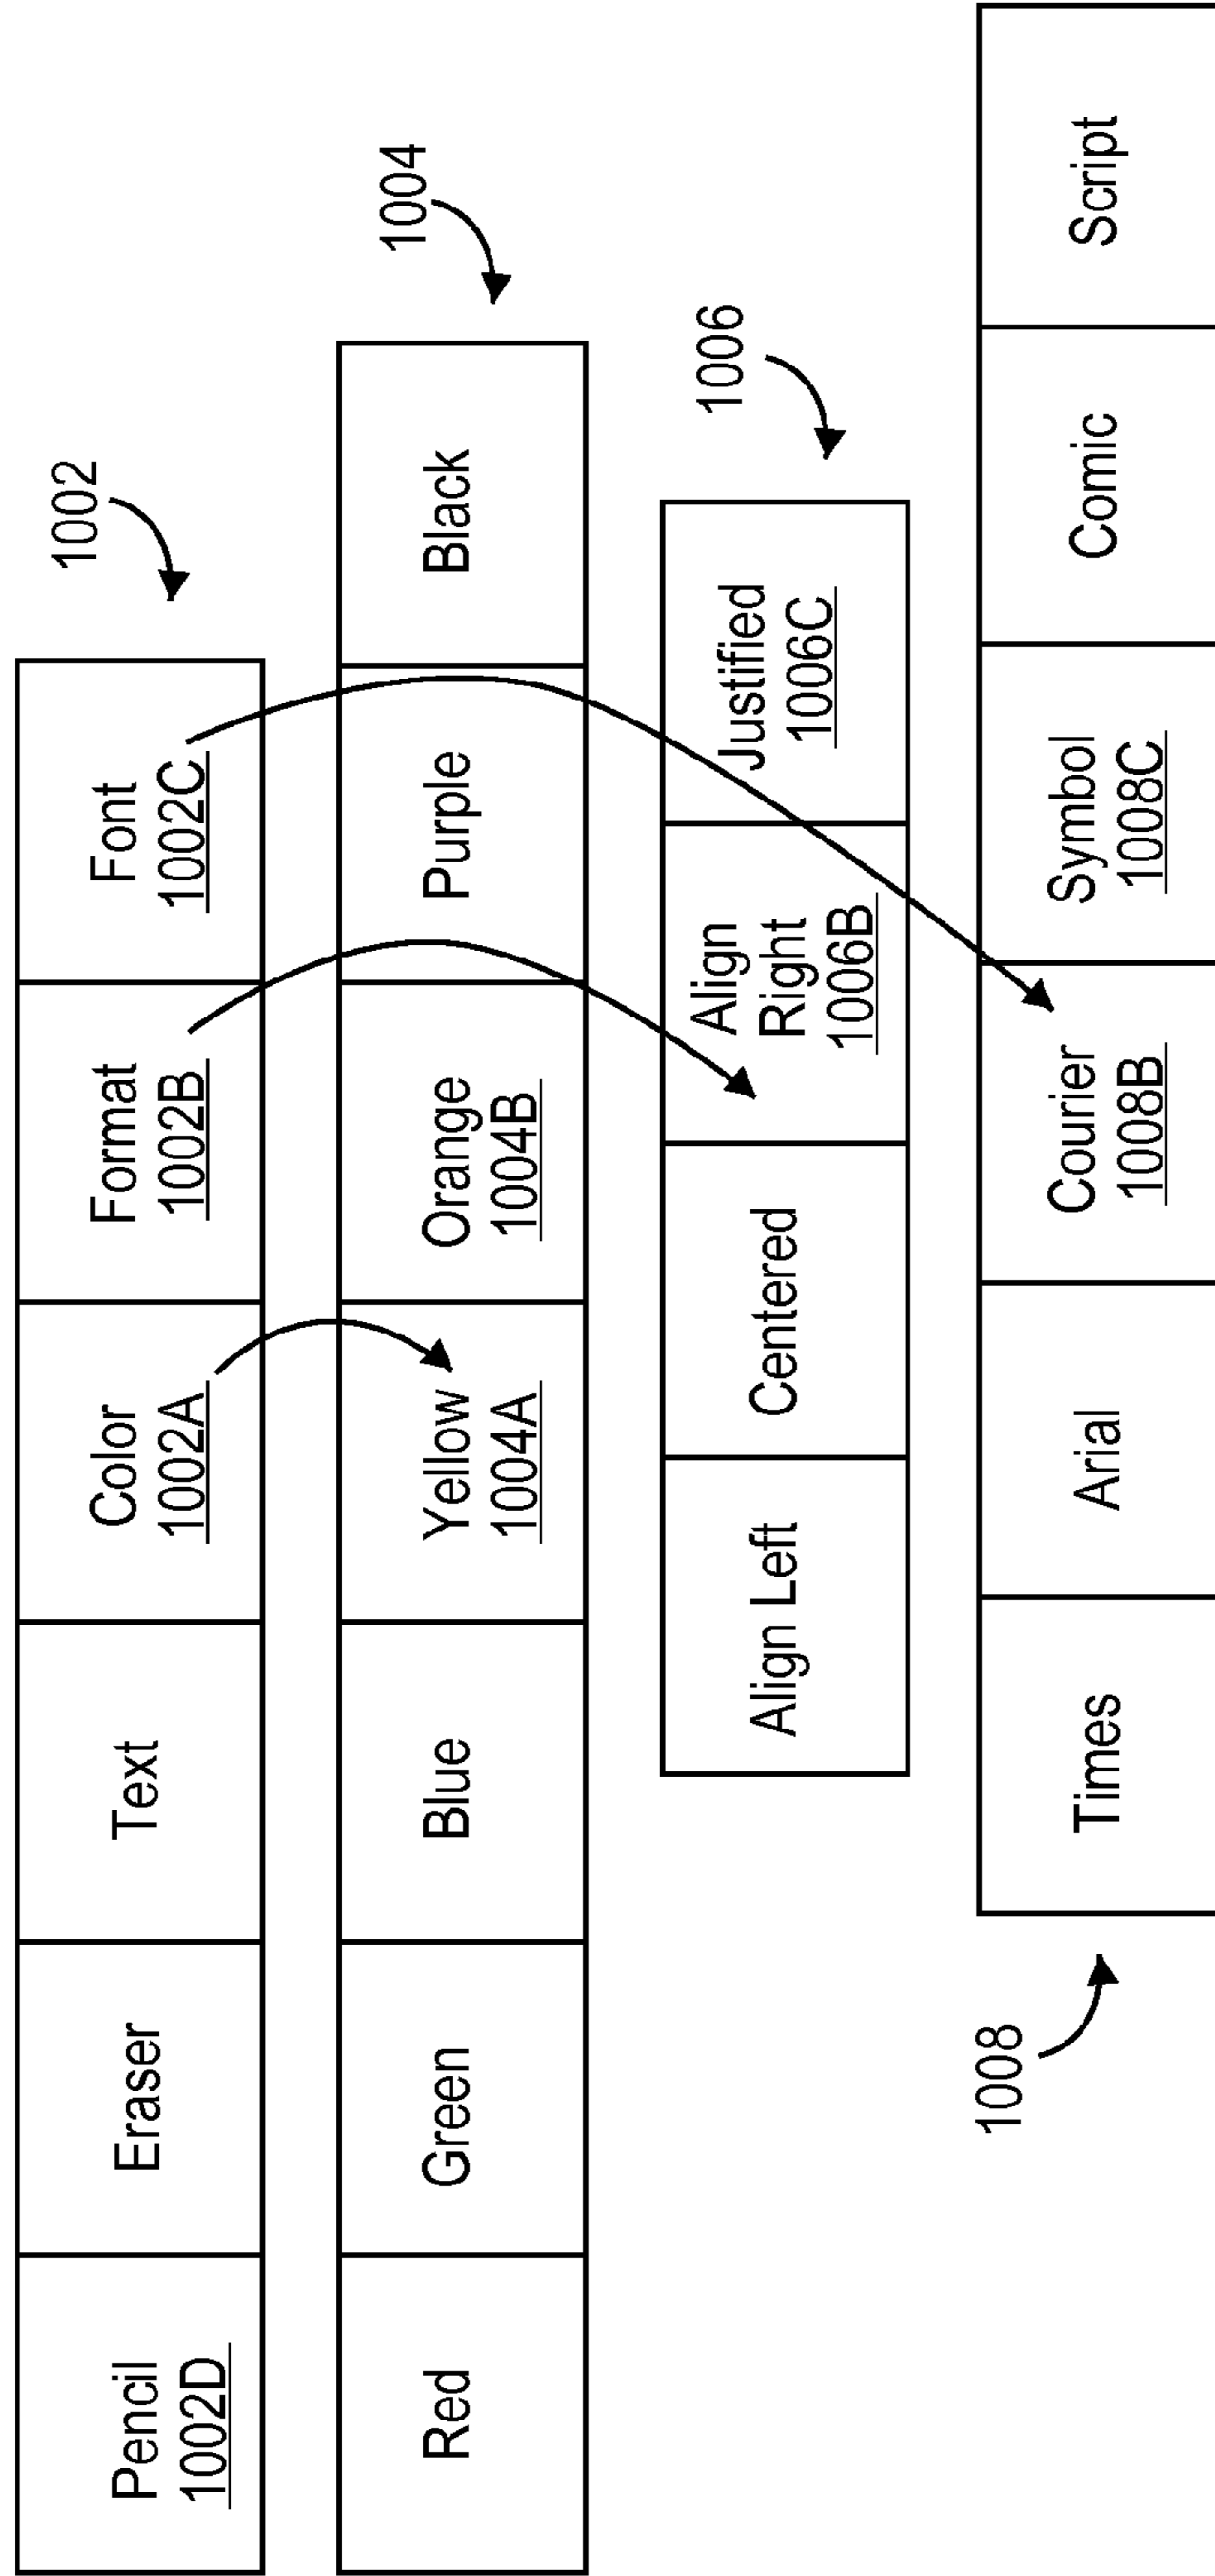 1002
Pencil
1002D
Eraser
Text
Color
1002A
Format
1002B
Font
1002C
1004
Red
Green
Blue
Yellow
1004A
Orange
1004B
Purple
Black
1006
Align Left
Centered
Align
Right
1006B
Justified
1006C
1008
Times
Arial
Courier
1008B
Symbol
1008C
Comic
Script